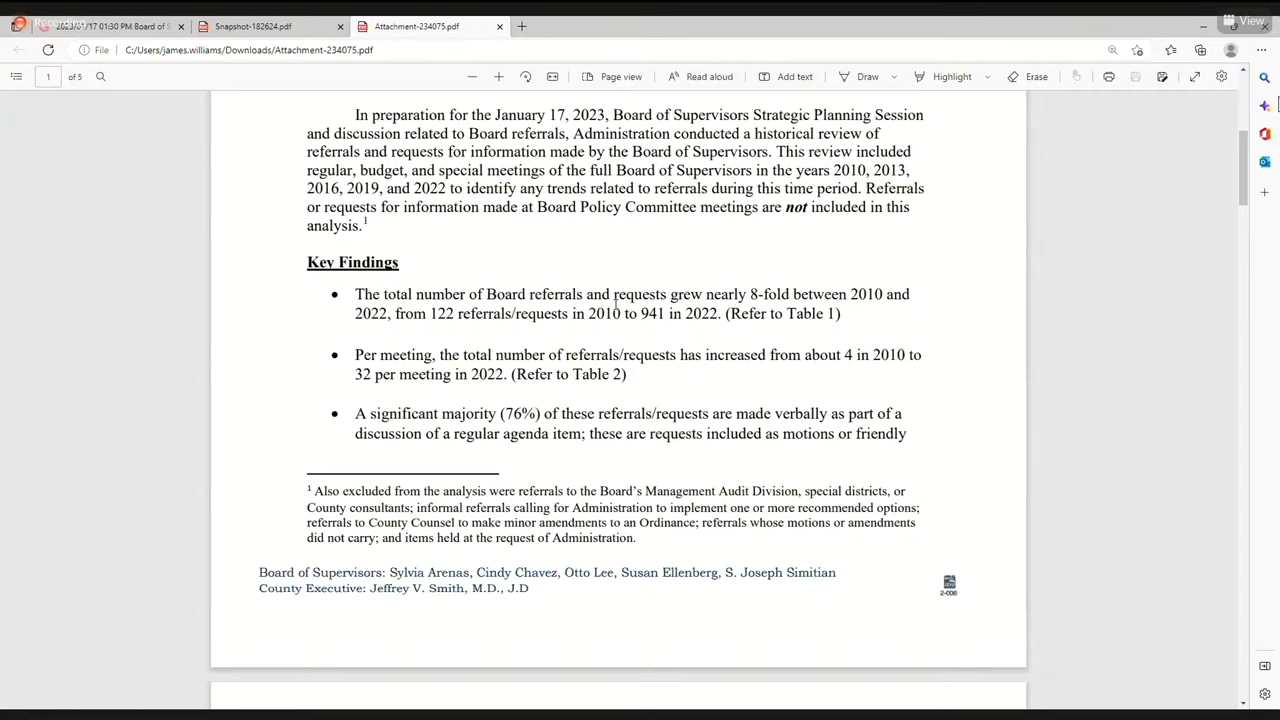 Recording
View
2023/01/17 01:30 PM Board of S
Snapshot-182624.pdf
Attachment-234075.pdf
File
C:/Users/james.williams/Downloads/Attachment-234075.pdf
1 of 5
Page view
Read aloud
Add text
Draw
Highlight
Erase
In preparation for the January 17, 2023, Board of Supervisors Strategic Planning Session
and discussion related to Board referrals, Administration conducted a historical review of
referrals and requests for information made by the Board of Supervisors. This review included
regular, budget, and special meetings of the full Board of Supervisors in the years 2010, 2013,
2016, 2019, and 2022 to identify any trends related to referrals during this time period. Referrals
or requests for information made at Board Policy Committee meetings are not included in this
analysis.1
Key Findings
• The total number of Board referrals and requests grew nearly 8-fold between 2010 and
2022, from 122 referrals/requests in 2010 to 941 in 2022. (Refer to Table 1)
• Per meeting, the total number of referrals/requests has increased from about 4 in 2010 to
32 per meeting in 2022. (Refer to Table 2)
• A significant majority (76%) of these referrals/requests are made verbally as part of a
discussion of a regular agenda item; these are requests included as motions or friendly
1 Also excluded from the analysis were referrals to the Board's Management Audit Division, special districts, or
County consultants; informal referrals calling for Administration to implement one or more recommended options;
referrals to County Counsel to make minor amendments to an Ordinance; referrals whose motions or amendments
did not carry; and items held at the request of Administration.
Board of Supervisors: Sylvia Arenas, Cindy Chavez, Otto Lee, Susan Ellenberg, S. Joseph Simitian
County Executive: Jeffrey V. Smith, M.D., J.D
2-006